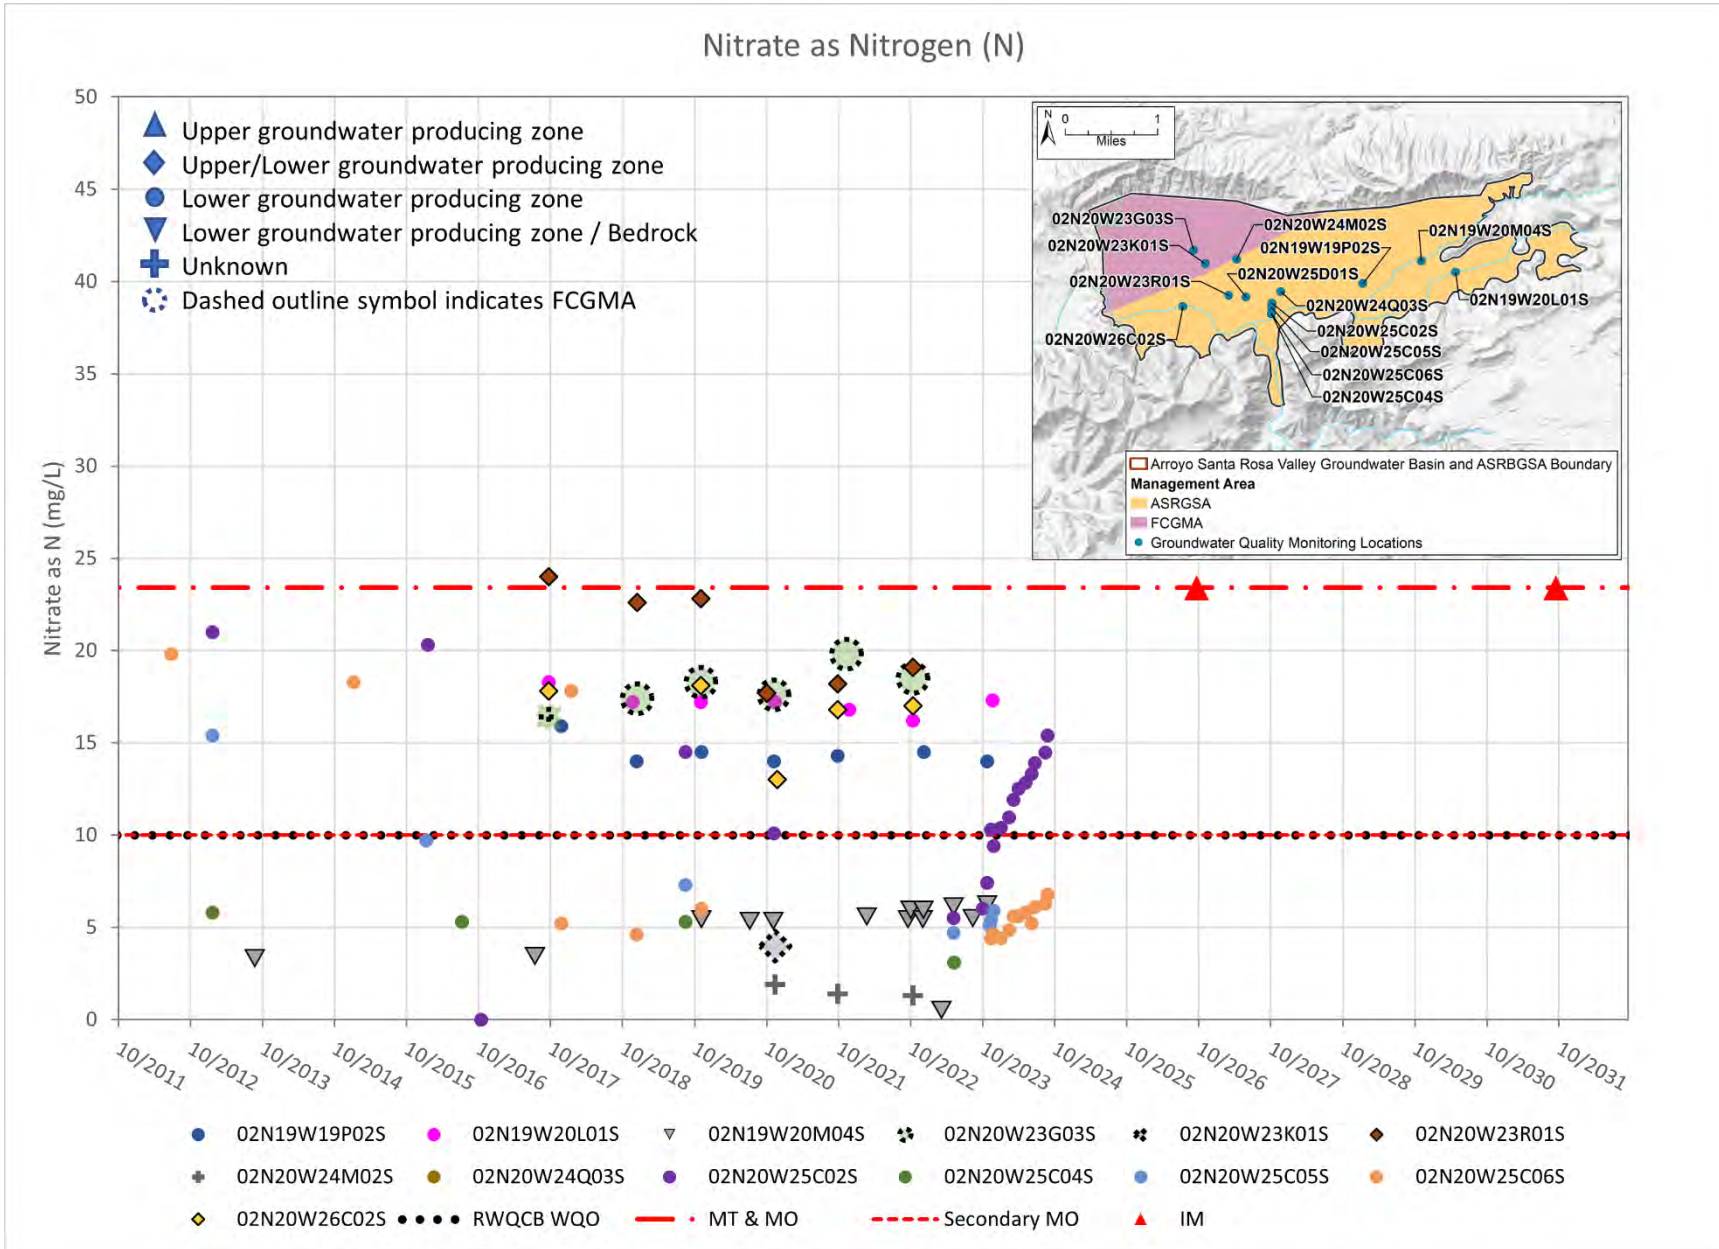 Nitrate as Nitrogen (N)
50
45
40
35
30
25
20
15
10
5
0
Nitrate as N (mg/L)
Upper groundwater producing zone
Upper/Lower groundwater producing zone
Lower groundwater producing zone
Lower groundwater producing zone / Bedrock
Unknown
Dashed outline symbol indicates FCGMA
N
0 1
Miles
02N20W23G03S
02N20W24M02S
02N19W20M04S
02N20W23K01S
02N19W19P02S
02N20W25D01S
02N20W23R01S
02N19W20L01S
02N20W24Q03S
02N20W25C02S
02N20W26C02S
02N20W25C05S
02N20W25C06S
02N20W25C04S
Arroyo Santa Rosa Valley Groundwater Basin and ASRBGSA Boundary
Management Area
ASRGSA
FCGMA
Groundwater Quality Monitoring Locations
10/2011
10/2012
10/2013
10/2014
10/2015
10/2016
10/2017
10/2018
10/2019
10/2020
10/2021
10/2022
10/2023
10/2024
10/2025
10/2026
10/2027
10/2028
10/2029
10/2030
10/2031
02N19W19P02S 02N19W20L01S 02N19W20M04S 02N20W23G03S 02N20W23K01S 02N20W23R01S
02N20W24M02S 02N20W24Q03S 02N20W25C02S 02N20W25C04S 02N20W25C05S 02N20W25C06S
02N20W26C02S RWQCB WQO MT & MO Secondary MO IM